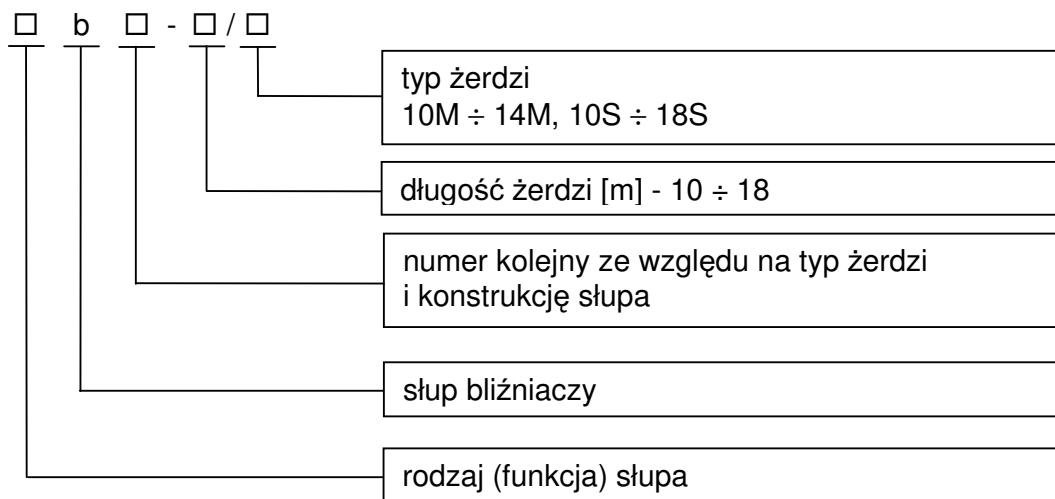 □ b □ - □ / □
typ żerdzi
10M ÷ 14M, 10S ÷ 18S
długość żerdzi [m] - 10 ÷ 18
numer kolejny ze względu na typ żerdzi
i konstrukcję słupa
słup bliźniaczy
rodzaj (funkcja) słupa